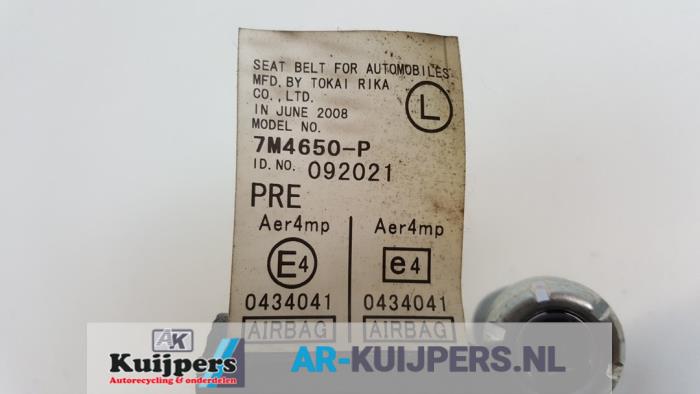 SEAT BELT FOR AUTOMOBILES
MFD. BY TOKAI RIKA
CO., LTD.
IN JUNE 2008
MODEL NO.
L
7M4650-P
ID. NO. 092021
PRE
Aer4mp Aer4mp
E4 e4
0434041 0434041
AIRBAG AIRBAG
AK
Kuijpers
Autorecycling & onderdelen
AR-KUIJPERS.NL